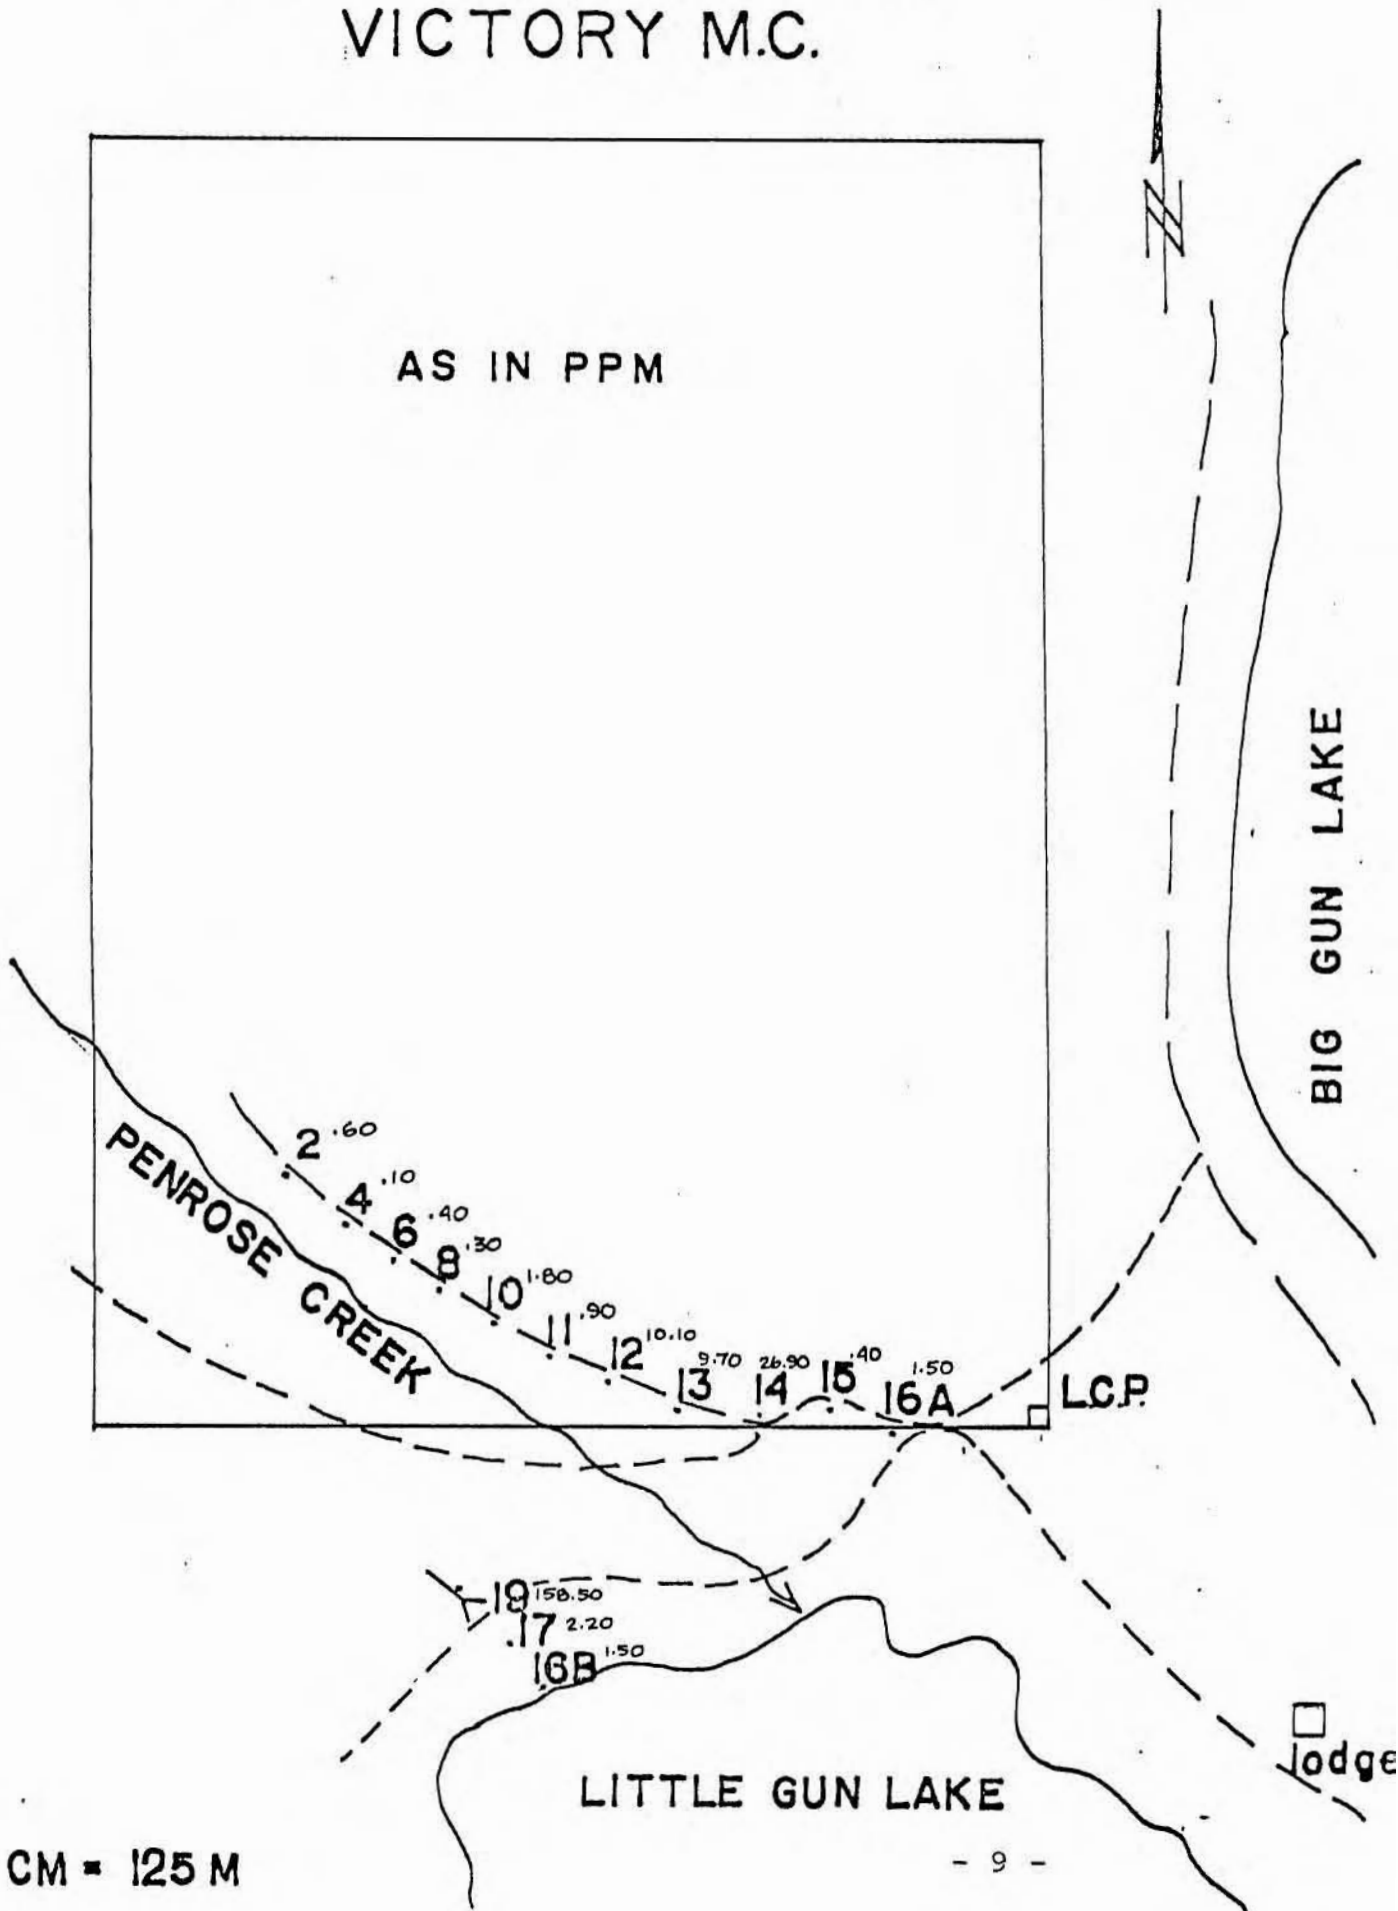 VICTORY M.C.
N
AS IN PPM
BIG GUN LAKE
PENROSE CREEK
2 .60
4 .10
6 .40
8 .30
10 1.80
11 .90
12 10.10
13 9.70
14 26.90
15 .40
16A 1.50
L.C.P.
19 158.50
17 2.20
16B 1.50
lodge
LITTLE GUN LAKE
CM = 125 M
- 9 -